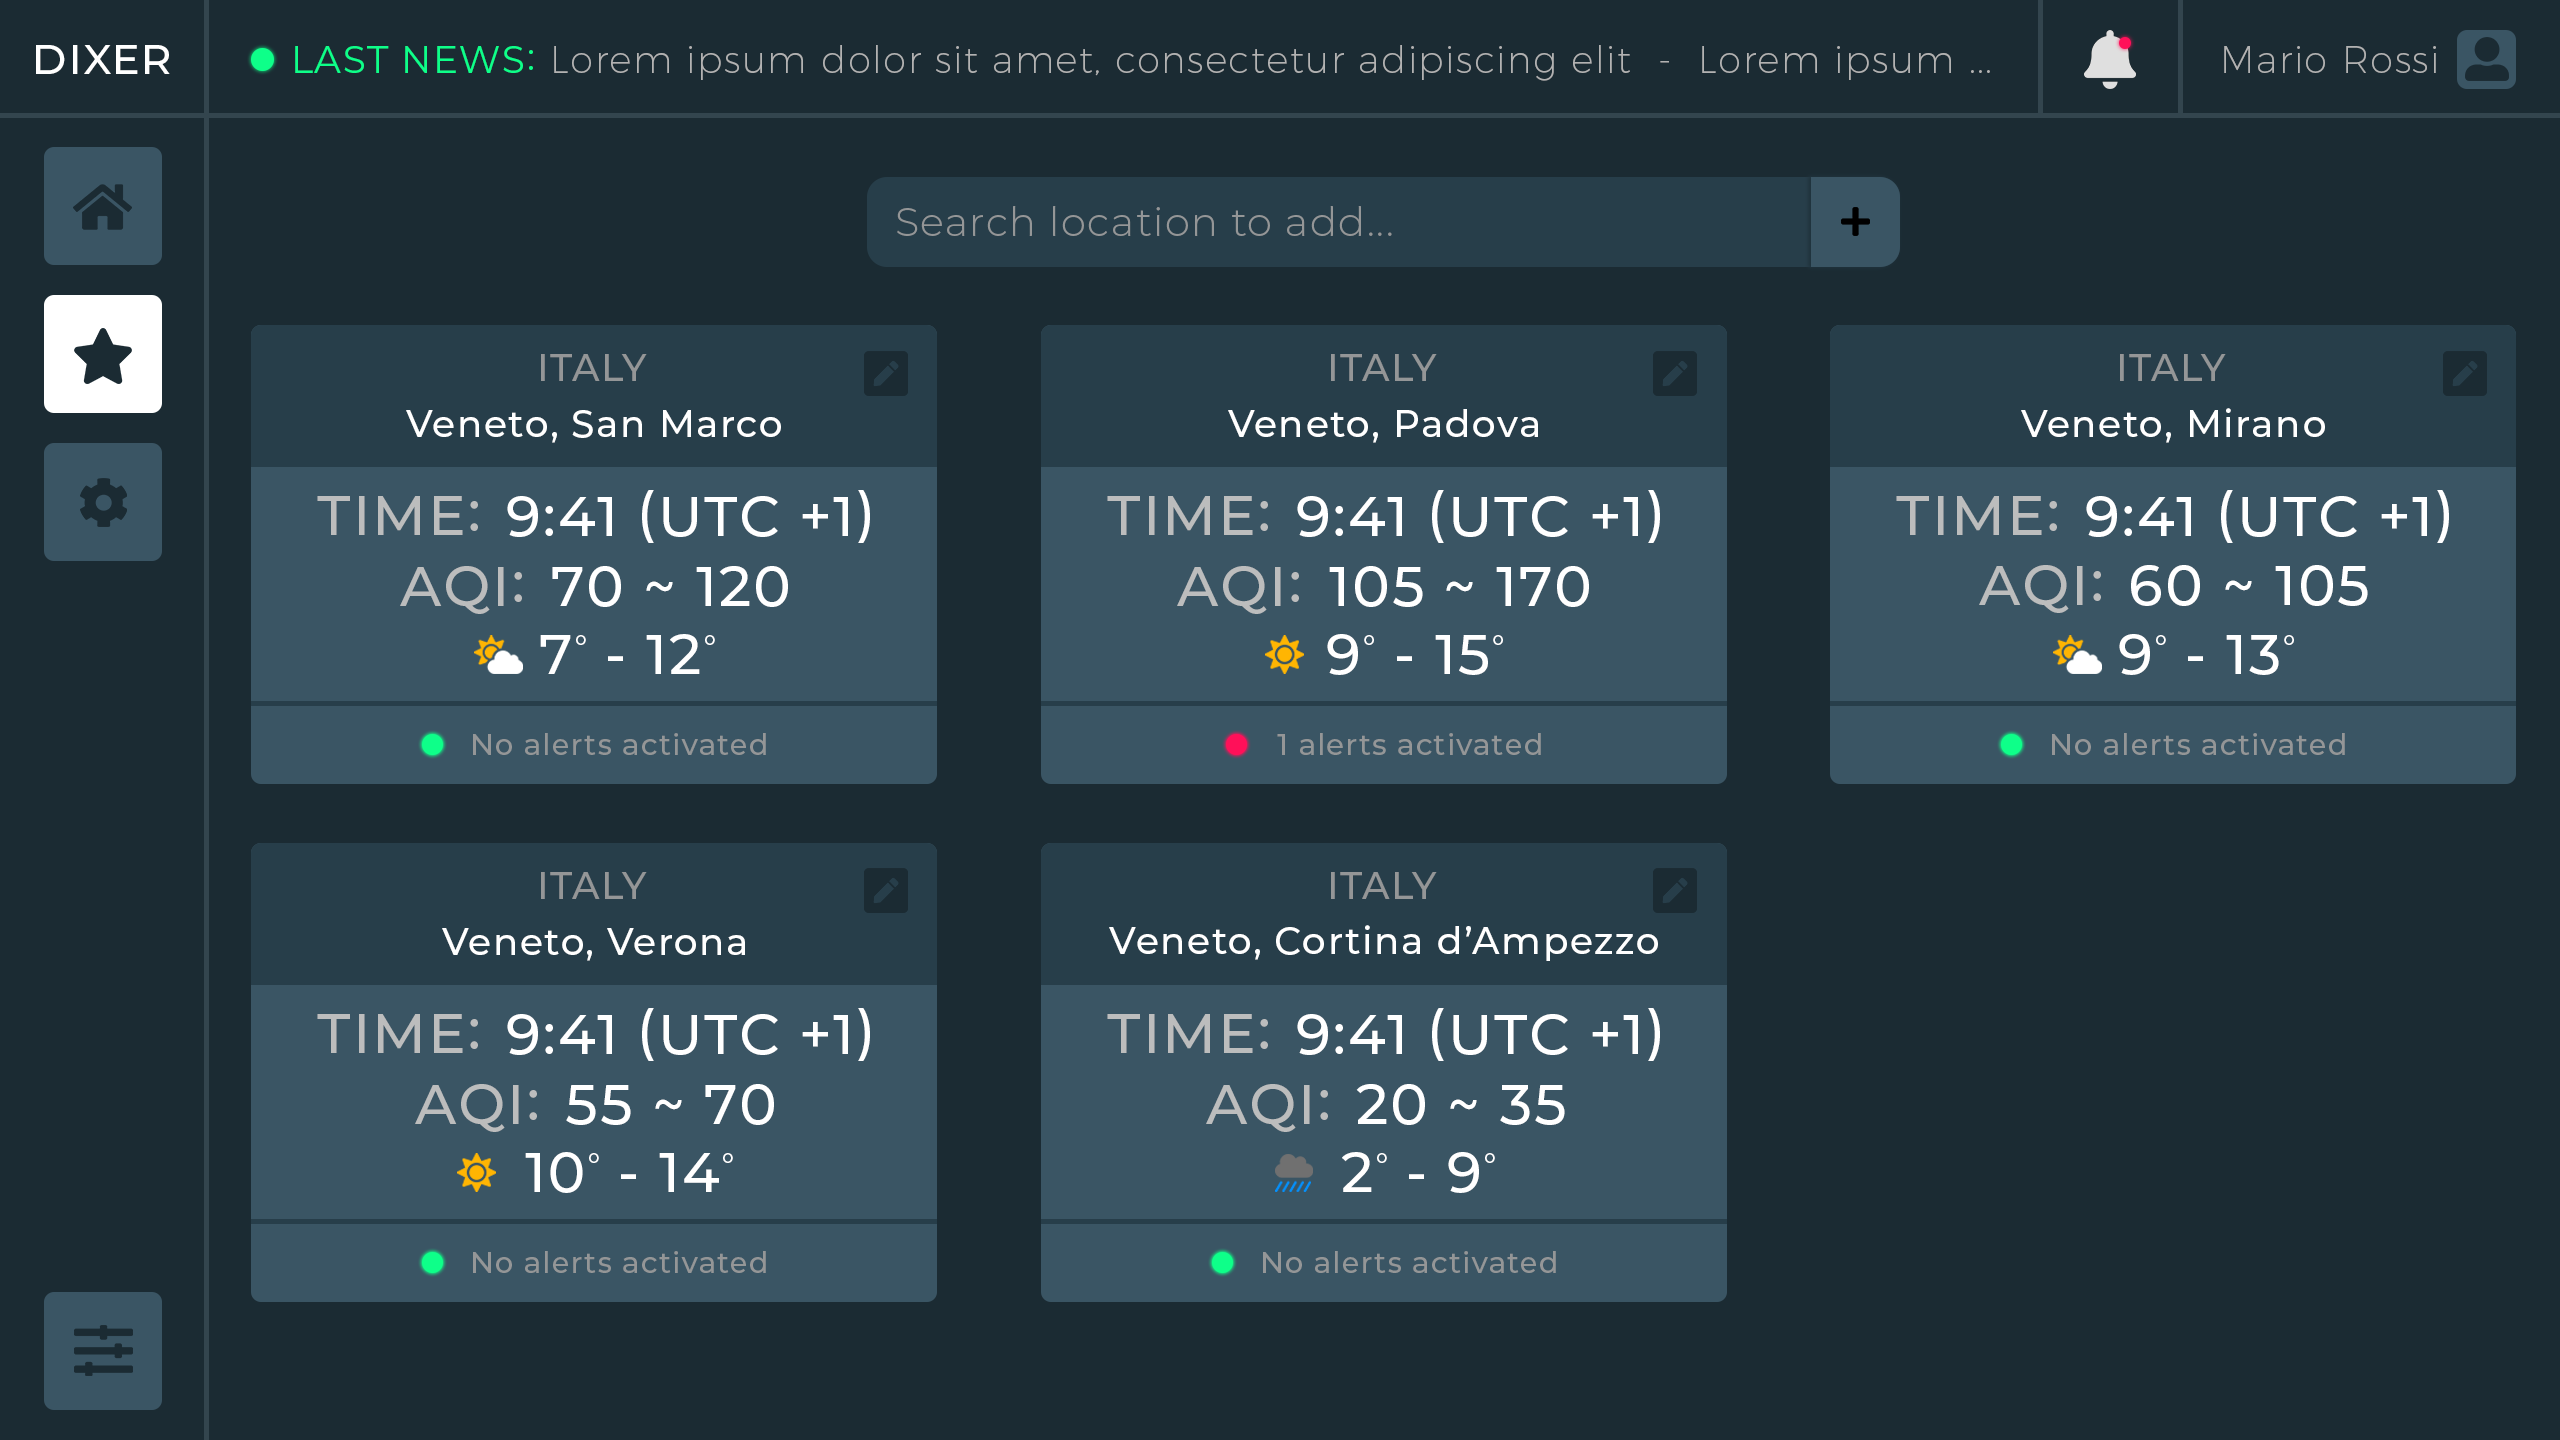 DIXER
LAST NEWS: Lorem ipsum dolor sit amet, consectetur adipiscing elit - Lorem ipsum ...
Mario Rossi
Search location to add...
ITALY
Veneto, San Marco
TIME: 9:41 (UTC +1)
AQI: 70 ~ 120
7° - 12°
No alerts activated
ITALY
Veneto, Padova
TIME: 9:41 (UTC +1)
AQI: 105 ~ 170
9° - 15°
1 alerts activated
ITALY
Veneto, Mirano
TIME: 9:41 (UTC +1)
AQI: 60 ~ 105
9° - 13°
No alerts activated
ITALY
Veneto, Verona
TIME: 9:41 (UTC +1)
AQI: 55 ~ 70
10° - 14°
No alerts activated
ITALY
Veneto, Cortina d’Ampezzo
TIME: 9:41 (UTC +1)
AQI: 20 ~ 35
2° - 9°
No alerts activated